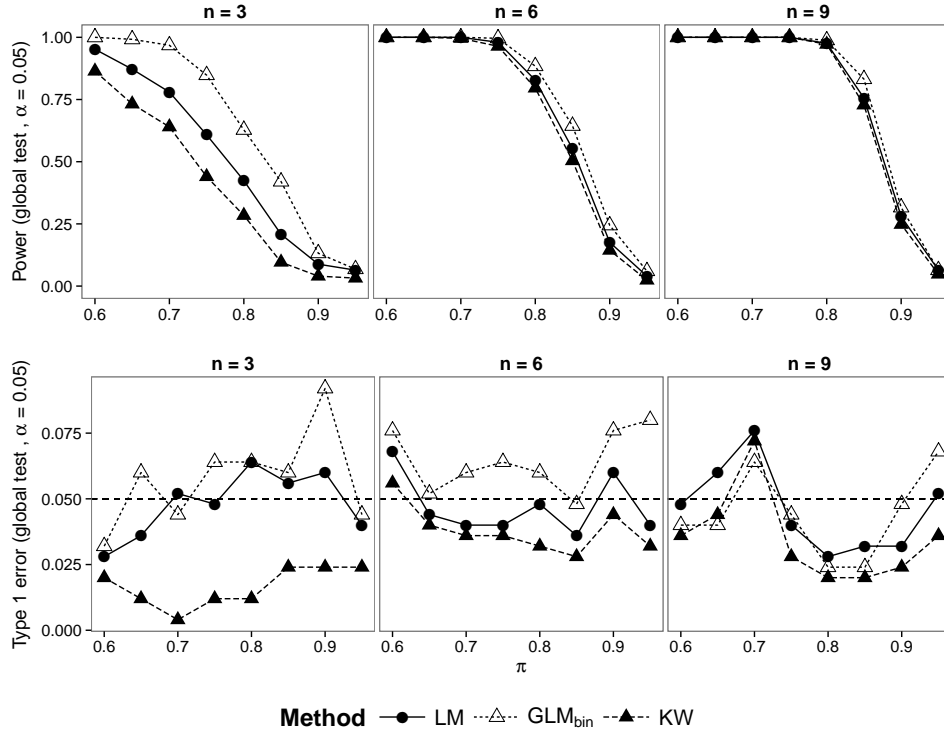 n = 3
n = 6
n = 9
Power (global test , α = 0.05)
1.00
0.75
0.50
0.25
0.00
0.6 0.7 0.8 0.9
0.6 0.7 0.8 0.9
0.6 0.7 0.8 0.9
n = 3
n = 6
n = 9
Type 1 error (global test , α = 0.05)
0.075
0.050
0.025
0.000
0.6 0.7 0.8 0.9
0.6 0.7 0.8 0.9
0.6 0.7 0.8 0.9
π
Method LM GLMbin KW